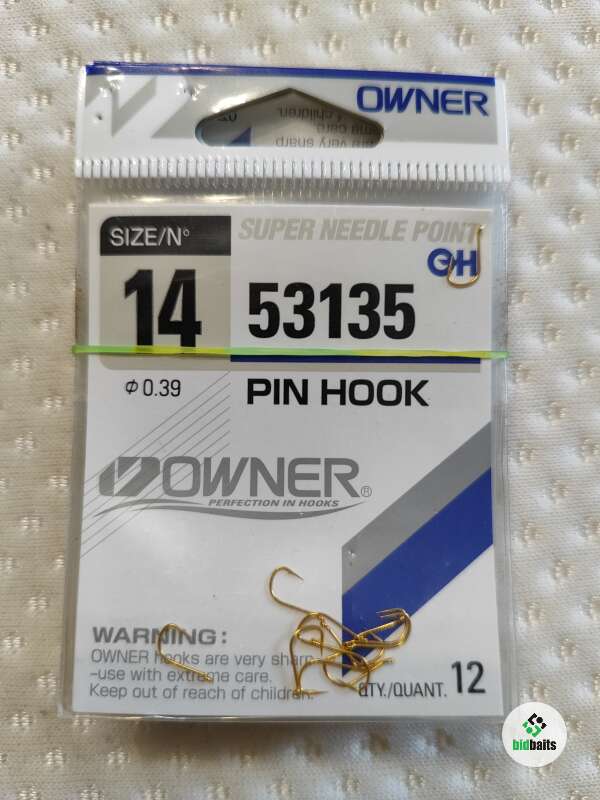 OWNER
SIZE/Nº
SUPER NEEDLE POINT
14
53135
ϕ 0.39
PIN HOOK
OWNER®
PERFECTION IN HOOKS
WARNING:
OWNER hooks are very sharp
-use with extreme care.
Keep out of reach of children.
QTY./QUANT. 12
bidbaits